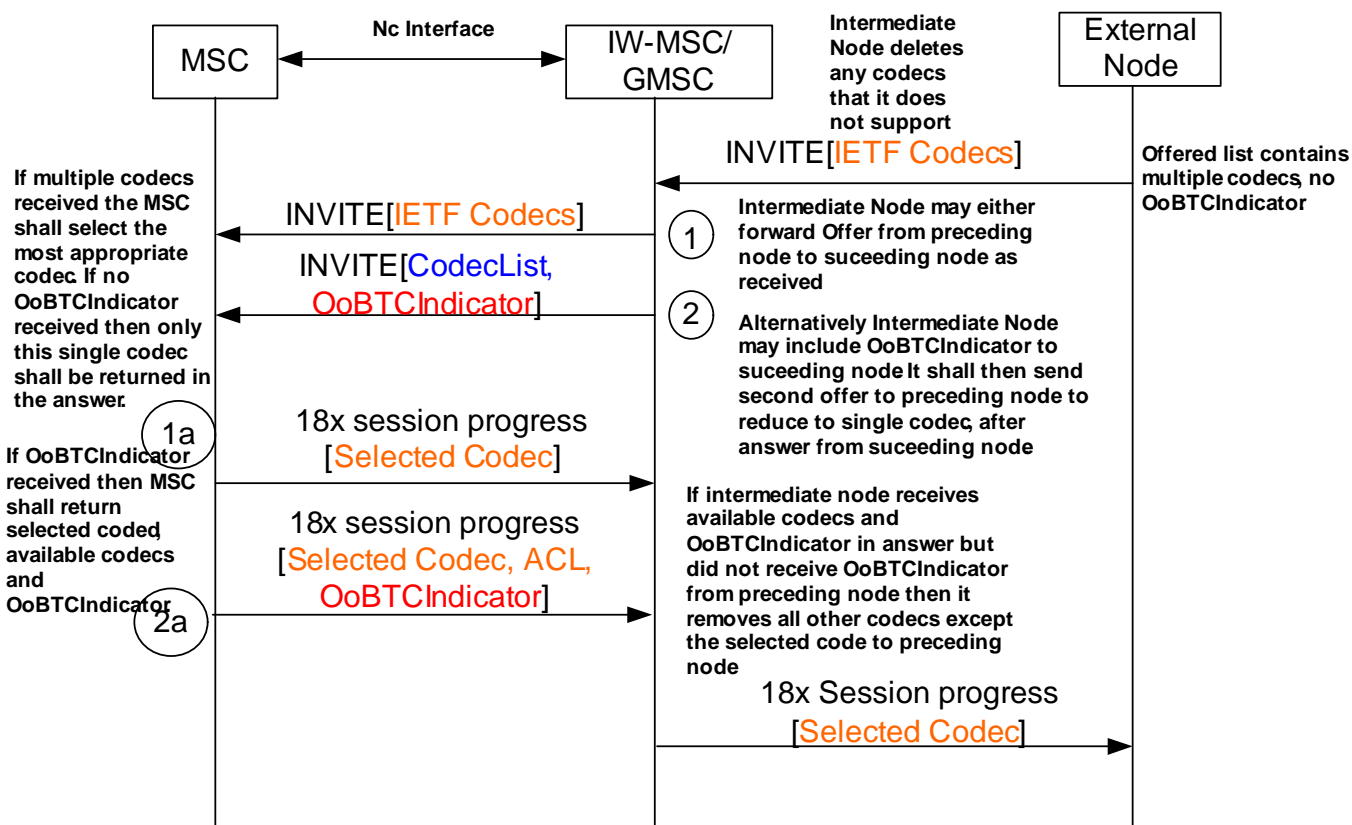 MSC
Nc Interface
IW-MSC/
GMSC
Intermediate
Node deletes
any codecs
that it does
not support
External
Node
INVITE[IETF Codecs]
Offered list contains
multiple codecs, no
OoBTCIndicator
If multiple codecs
received the MSC
shall select the
most appropriate
codec. If no
OoBTCIndicator
received then only
this single codec
shall be returned in
the answer.
INVITE[IETF Codecs]
1
Intermediate Node may either
forward Offer from preceding
node to suceeding node as
received
INVITE[CodecList,
OoBTCIndicator]
2
Alternatively Intermediate Node
may include OoBTCIndicator to
suceeding node It shall then send
second offer to preceding node to
reduce to single codec, after
answer from suceeding node
1a
18x session progress
[Selected Codec]
If OoBTCIndicator
received then MSC
shall return
selected coded,
available codecs
and
OoBTCIndicator
2a
18x session progress
[Selected Codec, ACL,
OoBTCIndicator]
If intermediate node receives
available codecs and
OoBTCIndicator in answer but
did not receive OoBTCIndicator
from preceding node then it
removes all other codecs except
the selected code to preceding
node
18x Session progress
[Selected Codec]